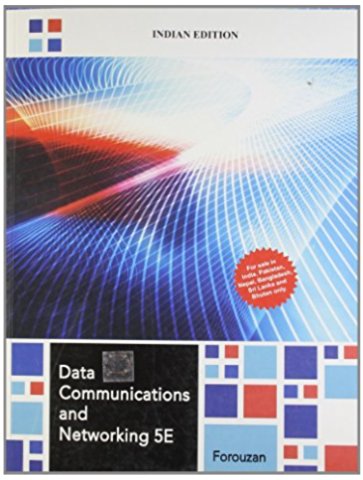 INDIAN EDITION
For sale in
India, Pakistan,
Nepal, Bangladesh,
Sri Lanka and
Bhutan only
Data
Communications
and
Networking 5E
Forouzan